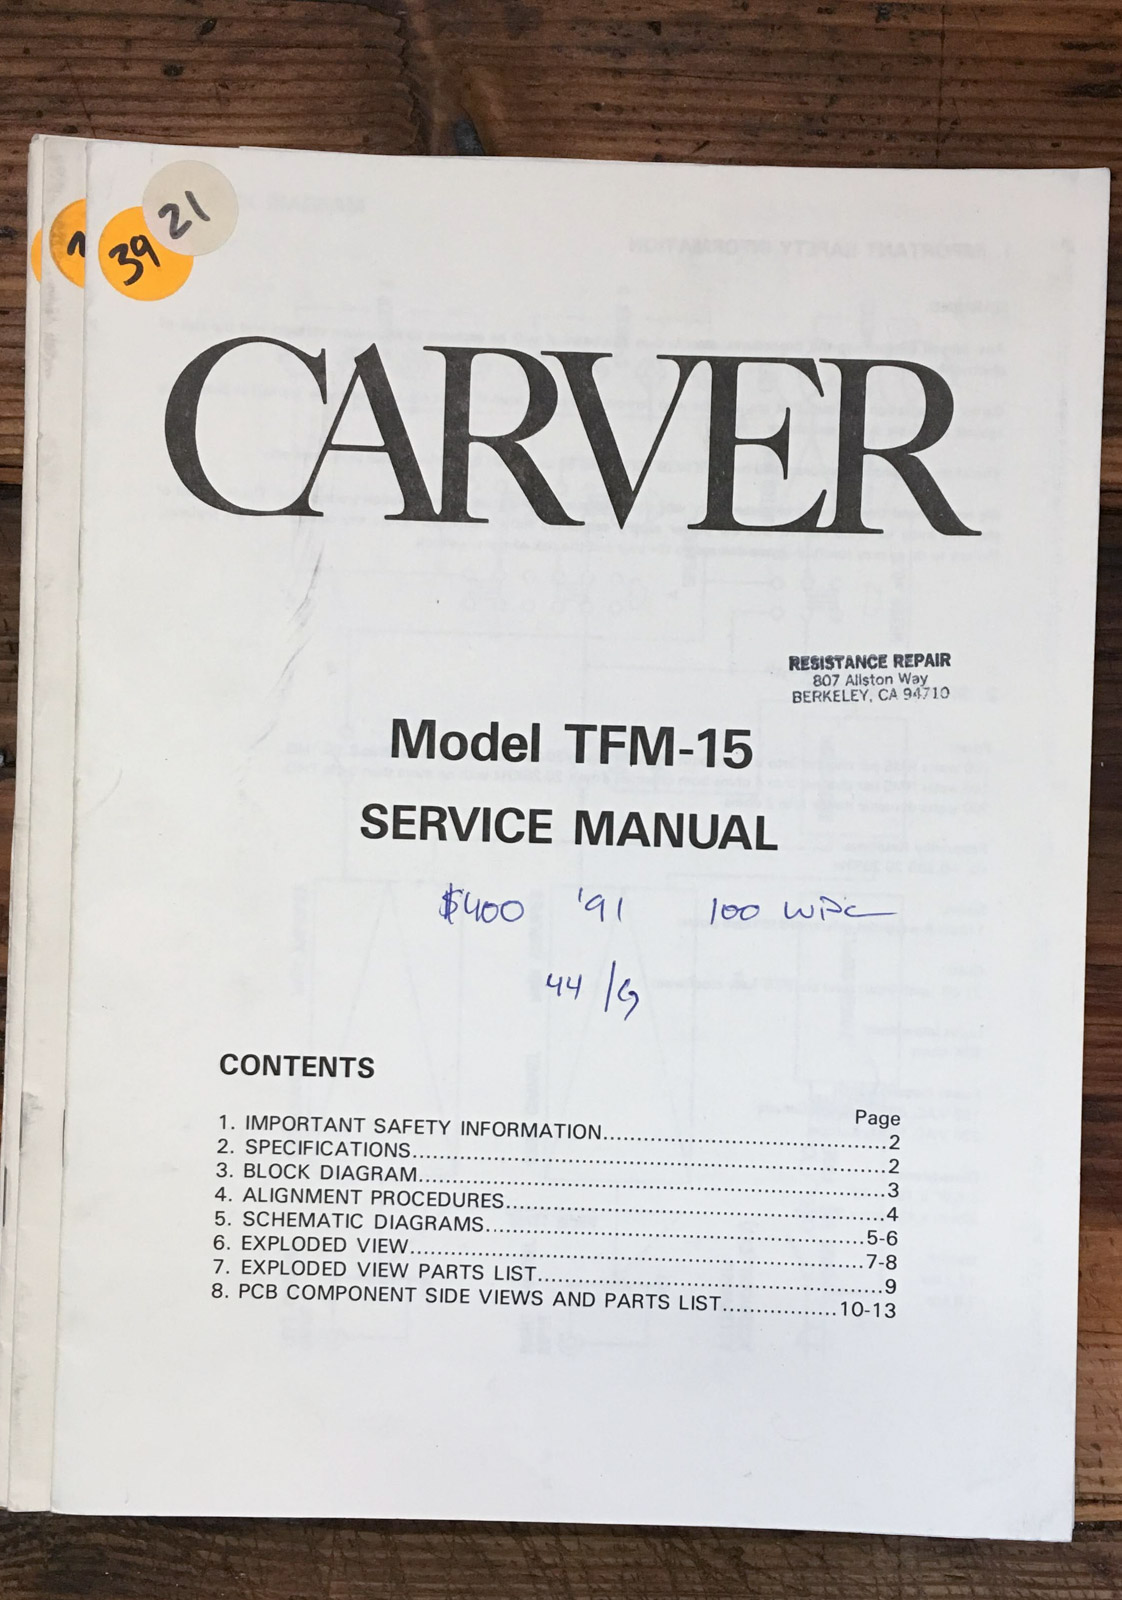 21
39
CARVER
RESISTANCE REPAIR
807 Allston Way
BERKELEY, CA 94710
Model TFM-15
SERVICE MANUAL
$400 '91 100 WPC
44 /
CONTENTS
Page
1. IMPORTANT SAFETY INFORMATION..........................................2
2. SPECIFICATIONS......................................................................2
3. BLOCK DIAGRAM.....................................................................3
4. ALIGNMENT PROCEDURES........................................................4
5. SCHEMATIC DIAGRAMS.........................................................5-6
6. EXPLODED VIEW...................................................................7-8
7. EXPLODED VIEW PARTS LIST...................................................9
8. PCB COMPONENT SIDE VIEWS AND PARTS LIST.................10-13